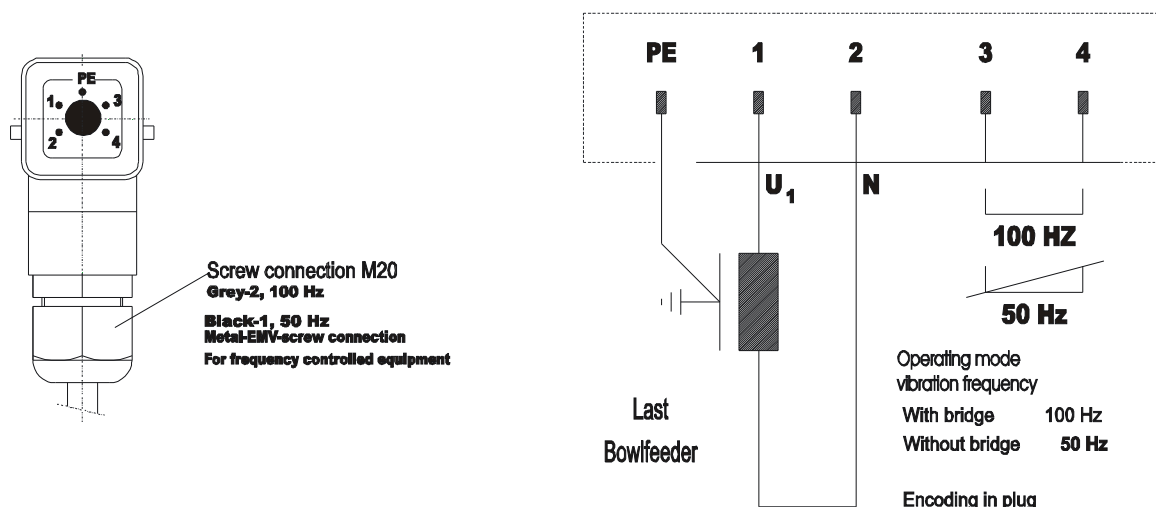 PE
1 3
2 4
Screw connection M20
Grey-2, 100 Hz
Black-1, 50 Hz
Metal-EMV-screw connection
For frequency controlled equipment
PE 1 2 3 4
U1 N
100 HZ
50 Hz
Last
Bowlfeeder
Operating mode
vibration frequency
With bridge 100 Hz
Without bridge 50 Hz
Encoding in plug